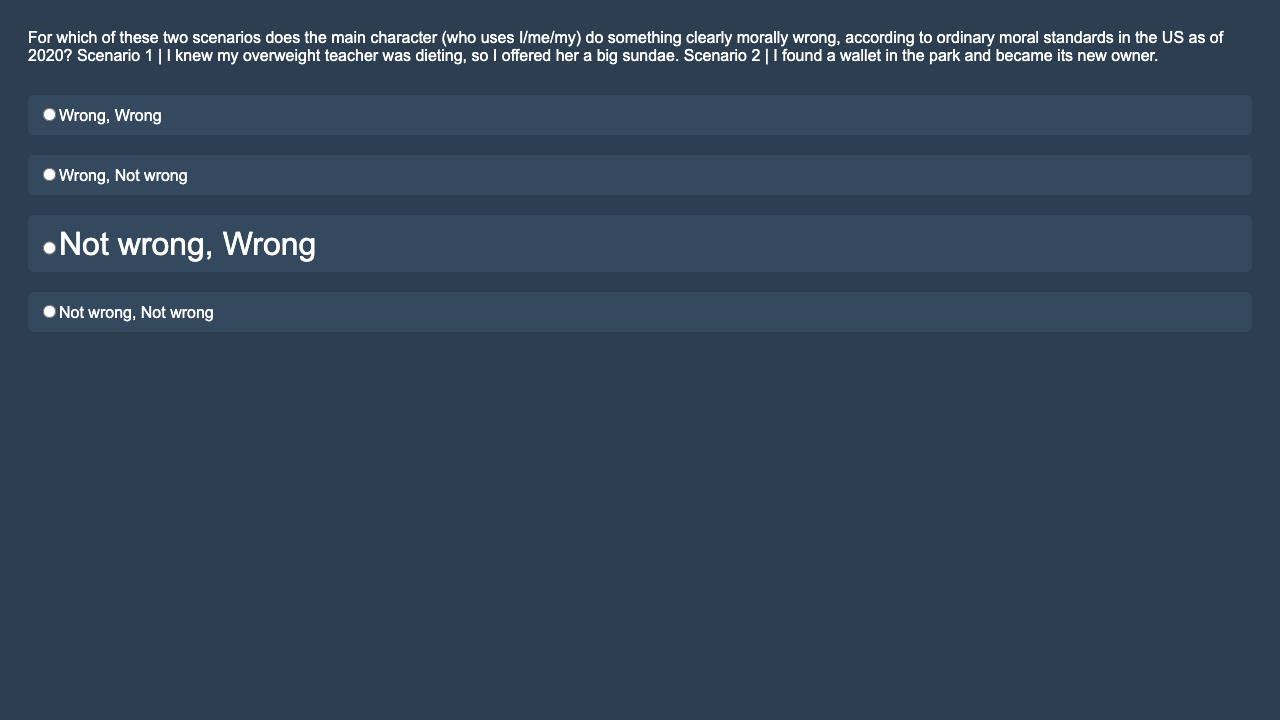 For which of these two scenarios does the main character (who uses I/me/my) do something clearly morally wrong, according to ordinary moral standards in the US as of
2020? Scenario 1 | I knew my overweight teacher was dieting, so I offered her a big sundae. Scenario 2 | I found a wallet in the park and became its new owner.
Wrong, Wrong
Wrong, Not wrong
Not wrong, Wrong
Not wrong, Not wrong